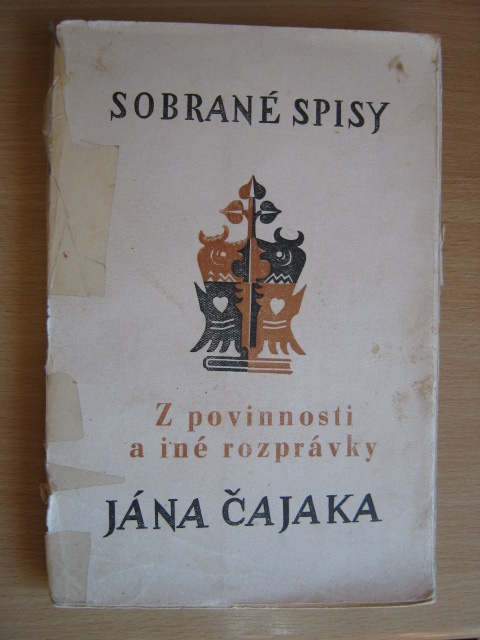 SOBRANÉ SPISY
Z povinnosti
a iné rozprávky
JÁNA ČAJAKA